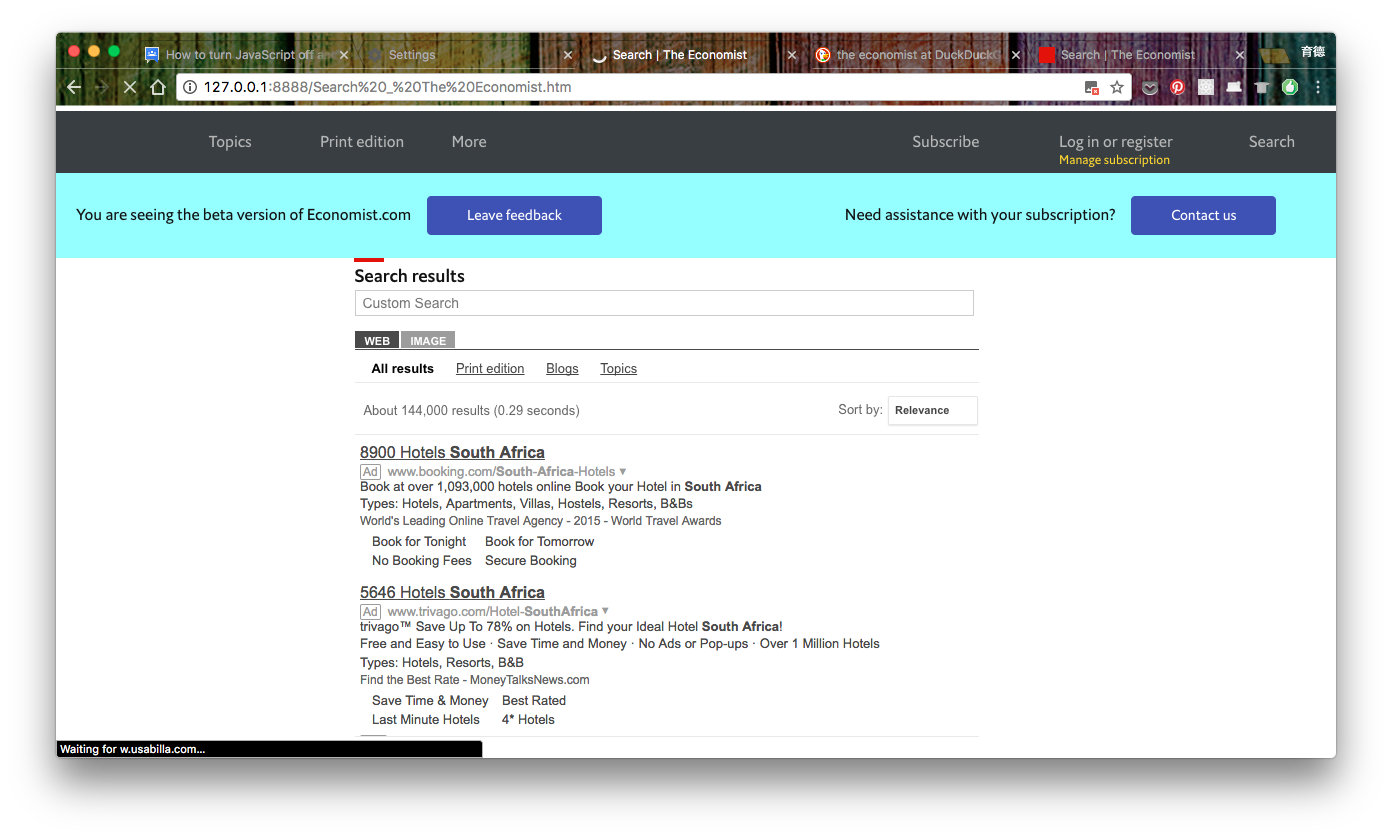 How to turn JavaScript off an
Settings
Search | The Economist
the economist at DuckDuckG
Search | The Economist
育德
127.0.0.1:8888/Search%20_%20The%20Economist.htm
Topics
Print edition
More
Subscribe
Log in or register
Search
Manage subscription
You are seeing the beta version of Economist.com
Leave feedback
Need assistance with your subscription?
Contact us
Search results
Custom Search
WEB
IMAGE
All results
Print edition
Blogs
Topics
About 144,000 results (0.29 seconds)
Sort by:
Relevance
8900 Hotels South Africa
Ad www.booking.com/South-Africa-Hotels ▼
Book at over 1,093,000 hotels online Book your Hotel in South Africa
Types: Hotels, Apartments, Villas, Hostels, Resorts, B&Bs
World's Leading Online Travel Agency - 2015 - World Travel Awards
Book for Tonight Book for Tomorrow
No Booking Fees Secure Booking
5646 Hotels South Africa
Ad www.trivago.com/Hotel-SouthAfrica ▼
trivago™ Save Up To 78% on Hotels. Find your Ideal Hotel South Africa!
Free and Easy to Use · Save Time and Money · No Ads or Pop-ups · Over 1 Million Hotels
Types: Hotels, Resorts, B&B
Find the Best Rate - MoneyTalksNews.com
Save Time & Money Best Rated
Last Minute Hotels 4* Hotels
Waiting for w.usabilla.com...